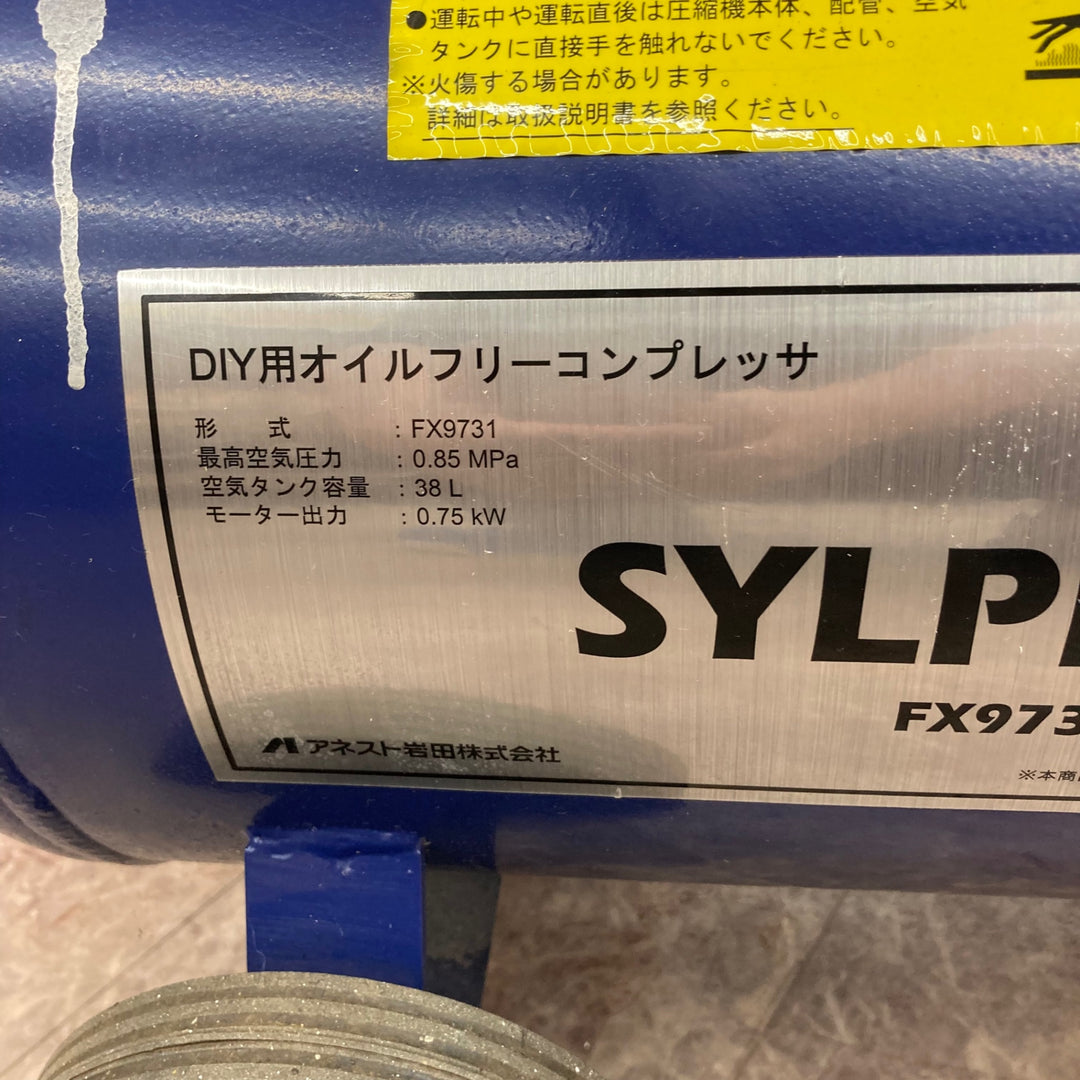 ●運転中や運転直後は圧縮機本体、配管、空気
タンクに直接手を触れないでください。
※火傷する場合があります。
詳細は取扱説明書を参照ください。
DIY用オイルフリーコンプレッサ
形　　式　　　　：FX9731
最高空気圧力　　：0.85 MPa
空気タンク容量　：38 L
モーター出力　　：0.75 kW
SYLP
FX973
アネスト岩田株式会社
※本商